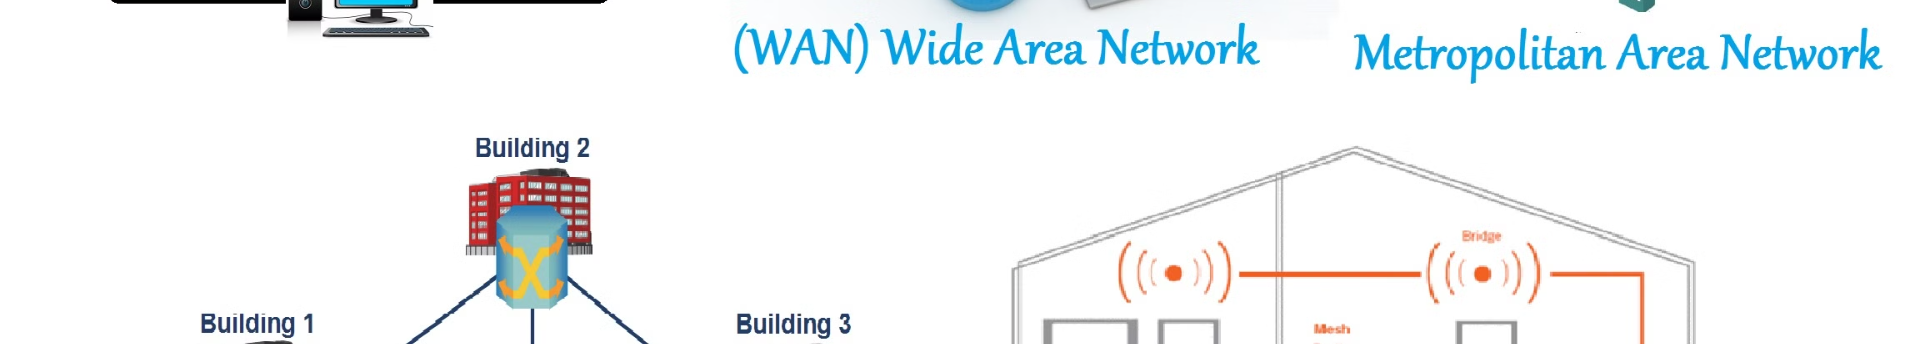 (WAN) Wide Area Network
Metropolitan Area Network
Building 2
Bridge
Building 1
Building 3
Mesh